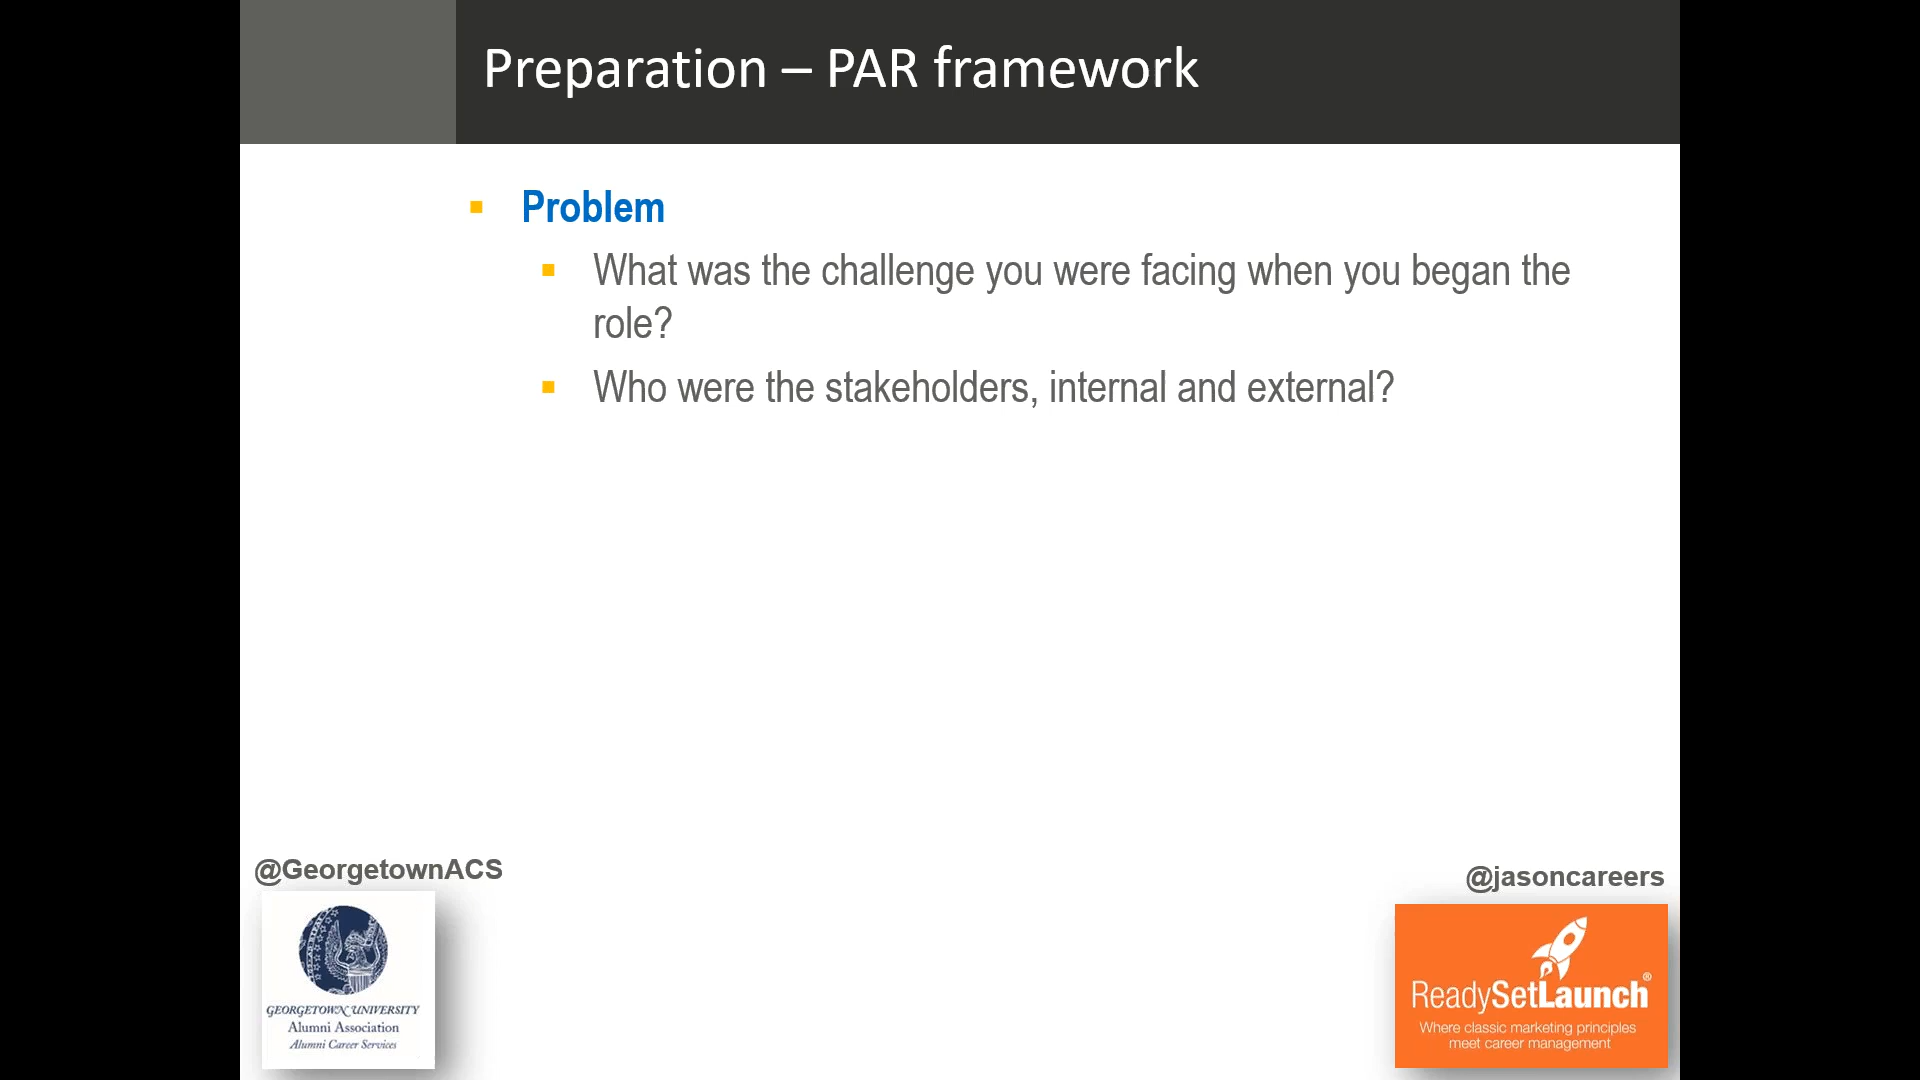 Preparation – PAR framework
Problem
What was the challenge you were facing when you began the
role?
Who were the stakeholders, internal and external?
@GeorgetownACS
GEORGETOWN UNIVERSITY
Alumni Association
Alumni Career Services
@jasoncareers
ReadySetLaunch®
Where classic marketing principles
meet career management